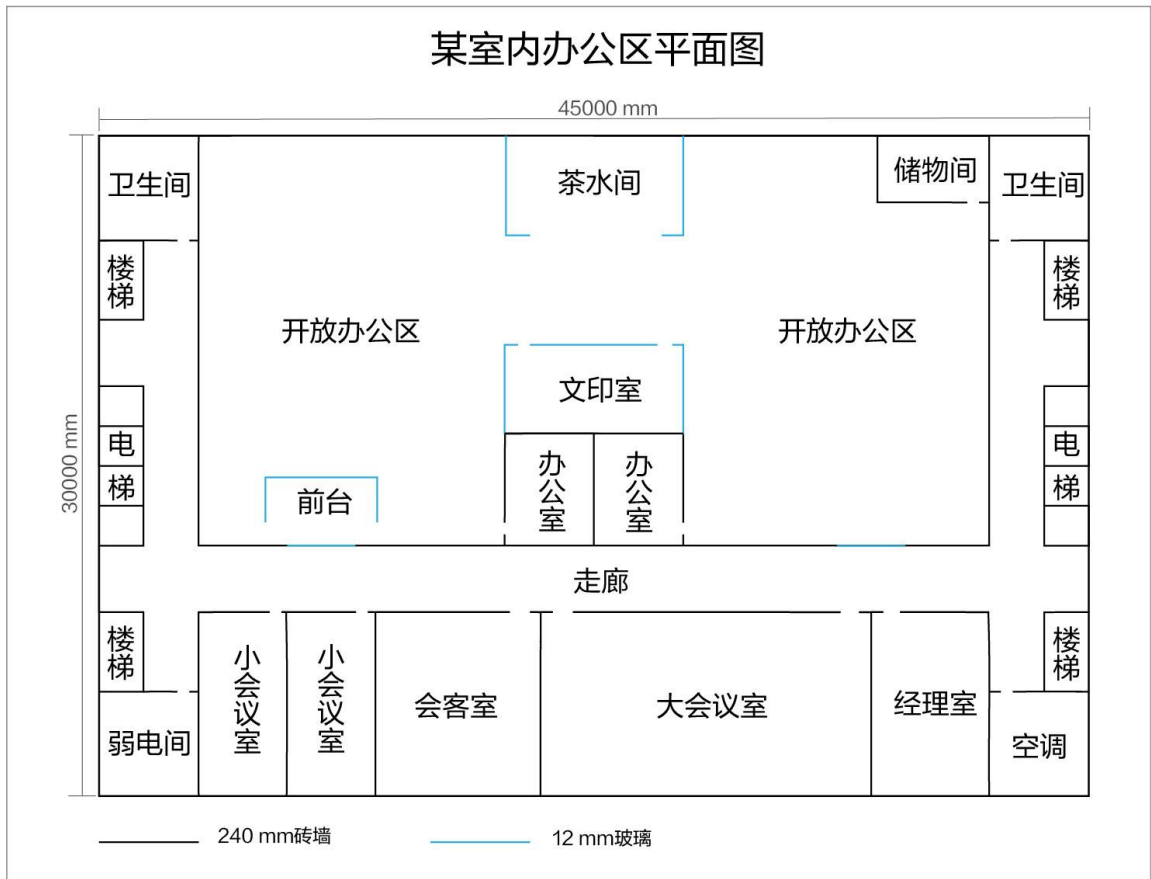 某室内办公区平面图
45000 mm
30000 mm
卫生间
茶水间
储物间
卫生间
楼梯
楼梯
开放办公区
开放办公区
文印室
电梯
办公室
办公室
电梯
前台
走廊
楼梯
小会议室
小会议室
会客室
大会议室
经理室
楼梯
弱电间
空调
240 mm砖墙
12 mm玻璃